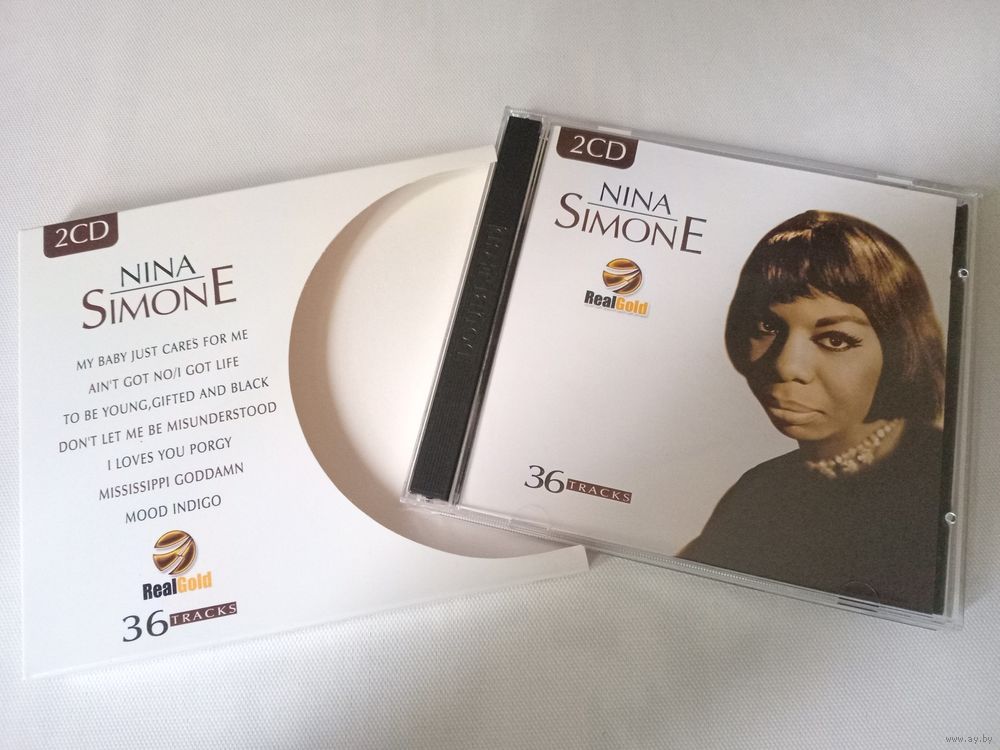 2CD
NINA
SIMONE
MY BABY JUST CARES FOR ME
AIN'T GOT NO/I GOT LIFE
TO BE YOUNG,GIFTED AND BLACK
DON'T LET ME BE MISUNDERSTOOD
I LOVES YOU PORGY
MISSISSIPPI GODDAMN
MOOD INDIGO
RealGold
36 TRACKS
2CD
NINA
SIMONE
RealGold
36 TRACKS
www.ay.by